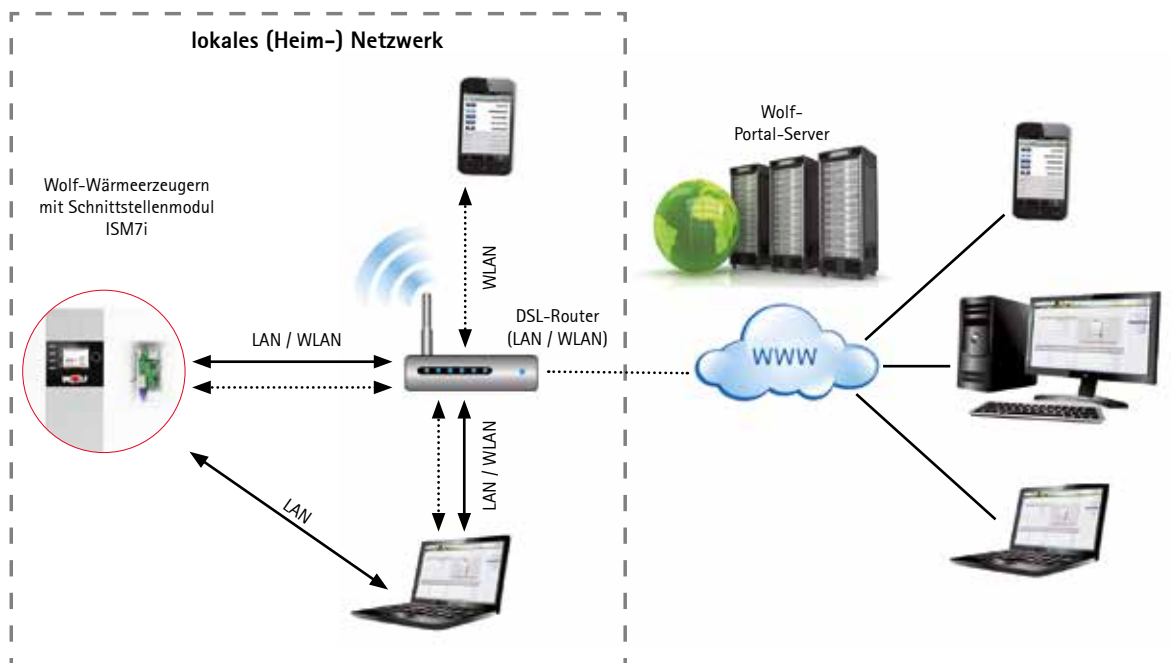 lokales (Heim-) Netzwerk
Wolf-
Portal-Server
Wolf-Wärmeerzeugern
mit Schnittstellenmodul
ISM7i
WLAN
DSL-Router
(LAN / WLAN)
LAN / WLAN
WWW
LAN / WLAN
LAN